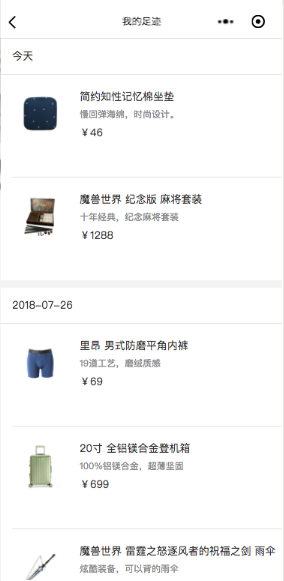 我的足迹
今天
简约知性记忆棉坐垫
慢回弹海绵，时尚设计。
￥46
魔兽世界 纪念版 麻将套装
十年经典，纪念麻将套装
￥1288
2018-07-26
里昂 男式防磨平角内裤
19道工艺，磨绒质感
￥69
20寸 全铝镁合金登机箱
100%铝镁合金，超薄坚固
￥699
魔兽世界 雷霆之怒逐风者的祝福之剑 雨伞
炫酷装备，可以背的雨伞